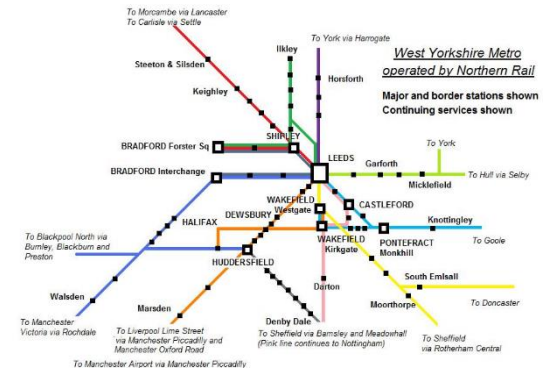 To Morcambe via Lancaster
To Carlisle via Settle
Ilkley
To York via Harrogate
West Yorkshire Metro
operated by Northern Rail
Steeton & Silsden
Horsforth
Major and border stations shown
Continuing services shown
Keighley
SHIPLEY
BRADFORD Forster Sq
LEEDS
To York
Garforth
BRADFORD Interchange
Micklefield
To Hull via Selby
WAKEFIELD
Westgate
CASTLEFORD
HALIFAX
DEWSBURY
Knottingley
To Blackpool North via
Burnley, Blackburn and
Preston
WAKEFIELD
Kirkgate
PONTEFRACT
Monkhill
To Goole
HUDDERSFIELD
South Emlsall
Darton
Walsden
Moorthorpe
To Doncaster
Marsden
Denby Dale
To Manchester
Victoria via Rochdale
To Liverpool Lime Street
via Manchester Piccadilly and
Manchester Oxford Road
To Sheffield via Barnsley and Meadowhall
(Pink line continues to Nottingham)
To Sheffield
via Rotherham Central
To Manchester Airport via Manchester Piccadilly